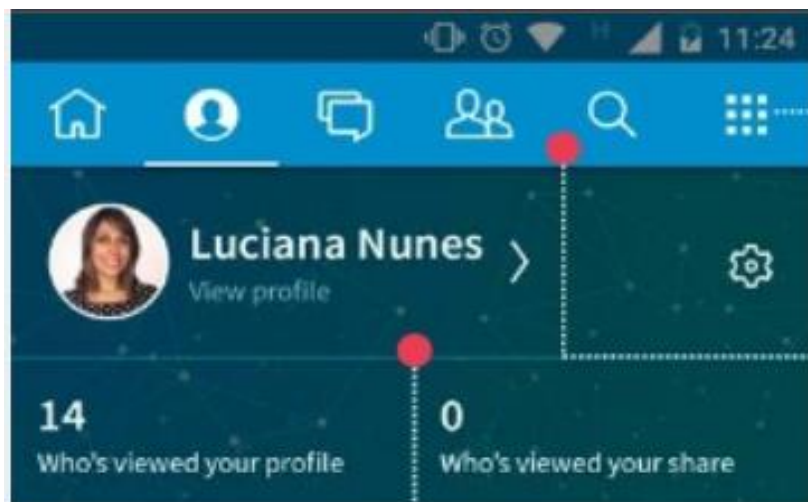 H 11:24
Luciana Nunes
View profile
14 0
Who's viewed your profile Who's viewed your share